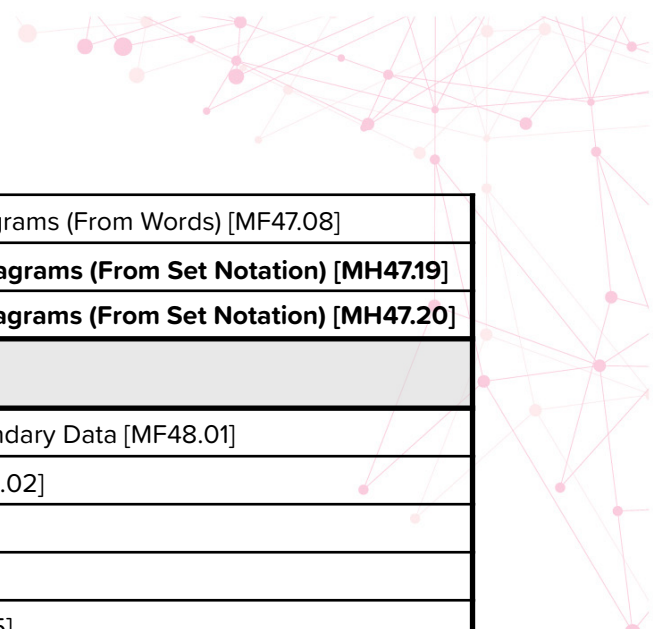 grams (From Words) [MF47.08]
agrams (From Set Notation) [MH47.19]
agrams (From Set Notation) [MH47.20]
ndary Data [MF48.01]
.02]
5]